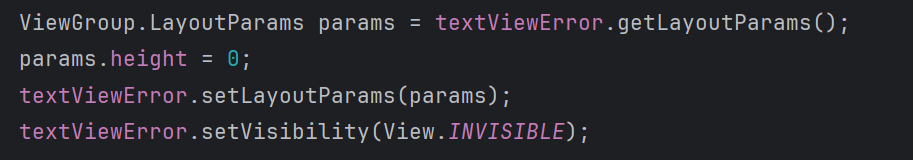 ViewGroup.LayoutParams params = textViewError.getLayoutParams();
params.height = 0;
textViewError.setLayoutParams(params);
textViewError.setVisibility(View.INVISIBLE);